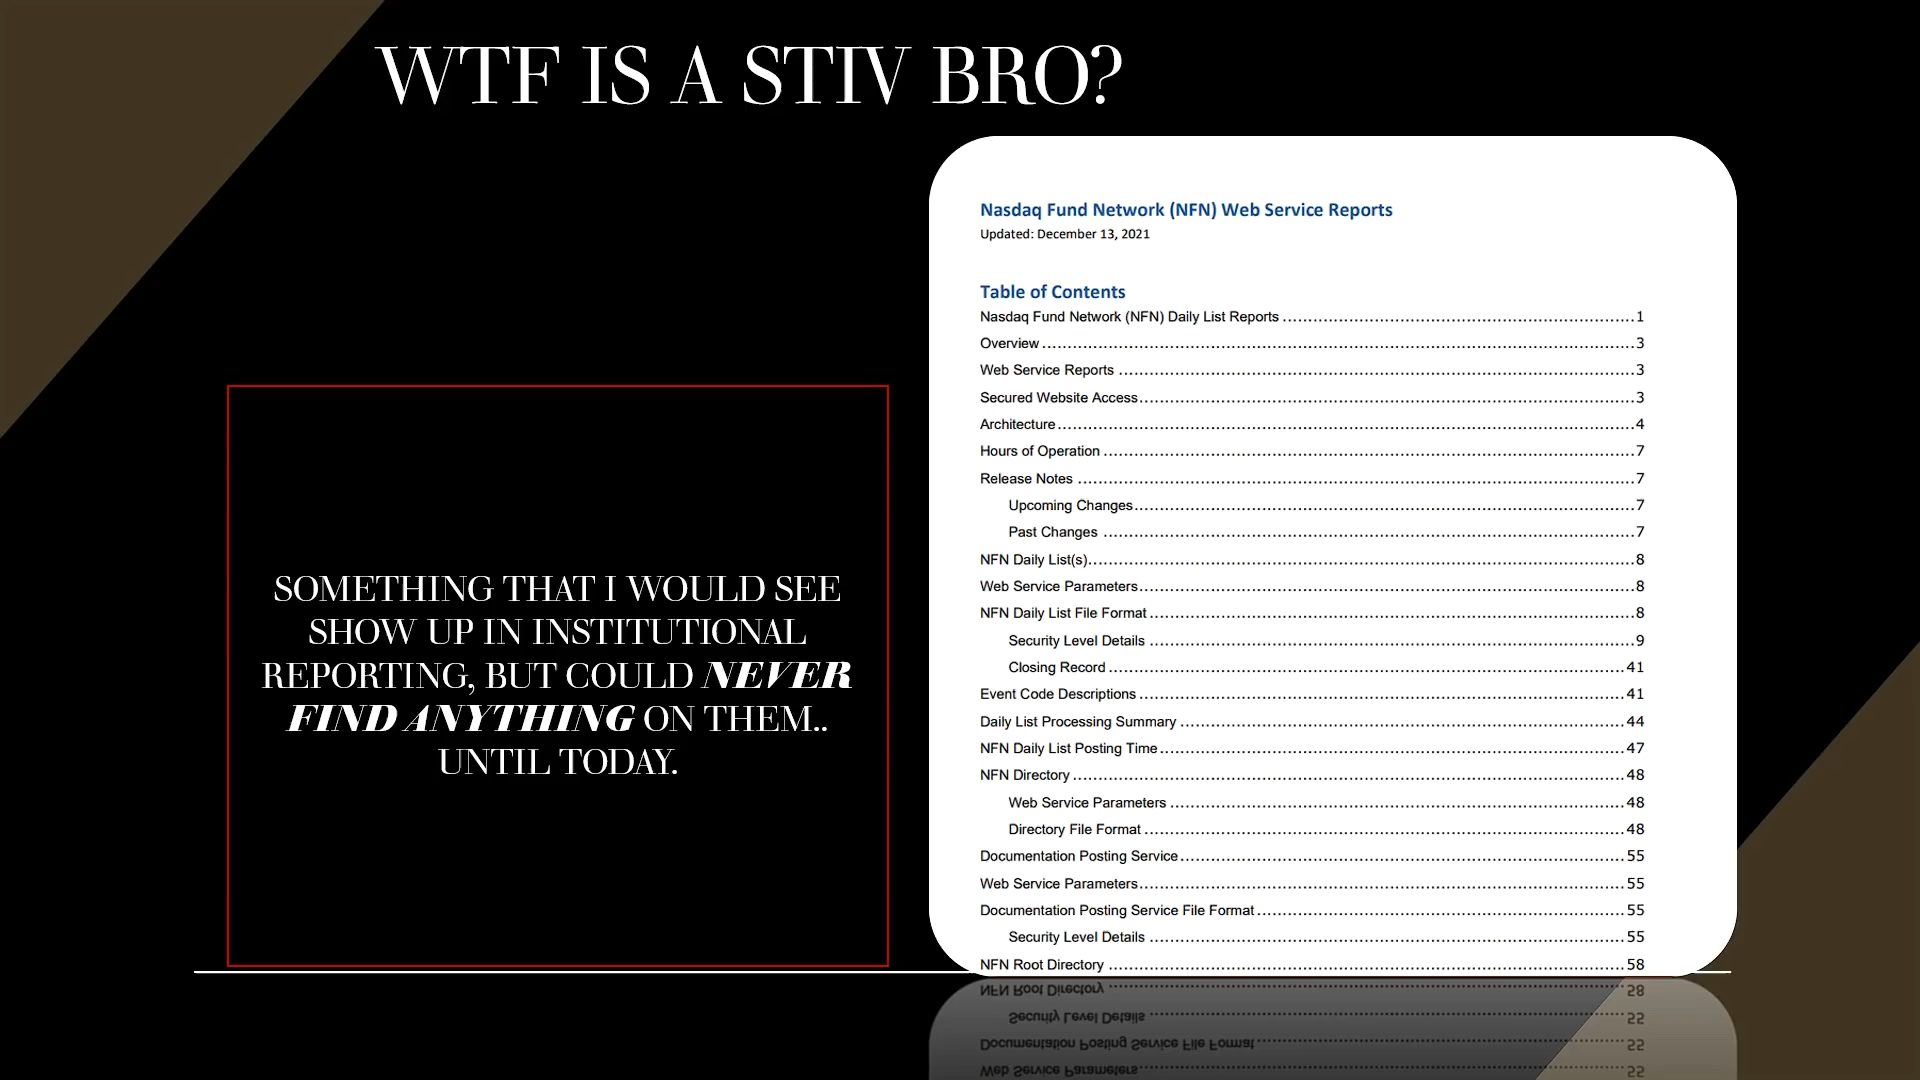 WTF IS A STIV BRO?
SOMETHING THAT I WOULD SEE
SHOW UP IN INSTITUTIONAL
REPORTING, BUT COULD NEVER
FIND ANYTHING ON THEM..
UNTIL TODAY.
Nasdaq Fund Network (NFN) Web Service Reports
Updated: December 13, 2021
Table of Contents
Nasdaq Fund Network (NFN) Daily List Reports ........ 1
Overview ........ 3
Web Service Reports ........ 3
Secured Website Access ........ 3
Architecture ........ 4
Hours of Operation ........ 7
Release Notes ........ 7
Upcoming Changes ........ 7
Past Changes ........ 7
NFN Daily List(s) ........ 8
Web Service Parameters ........ 8
NFN Daily List File Format ........ 8
Security Level Details ........ 9
Closing Record ........ 41
Event Code Descriptions ........ 41
Daily List Processing Summary ........ 44
NFN Daily List Posting Time ........ 47
NFN Directory ........ 48
Web Service Parameters ........ 48
Directory File Format ........ 48
Documentation Posting Service ........ 55
Web Service Parameters ........ 55
Documentation Posting Service File Format ........ 55
Security Level Details ........ 55
NFN Root Directory ........ 58